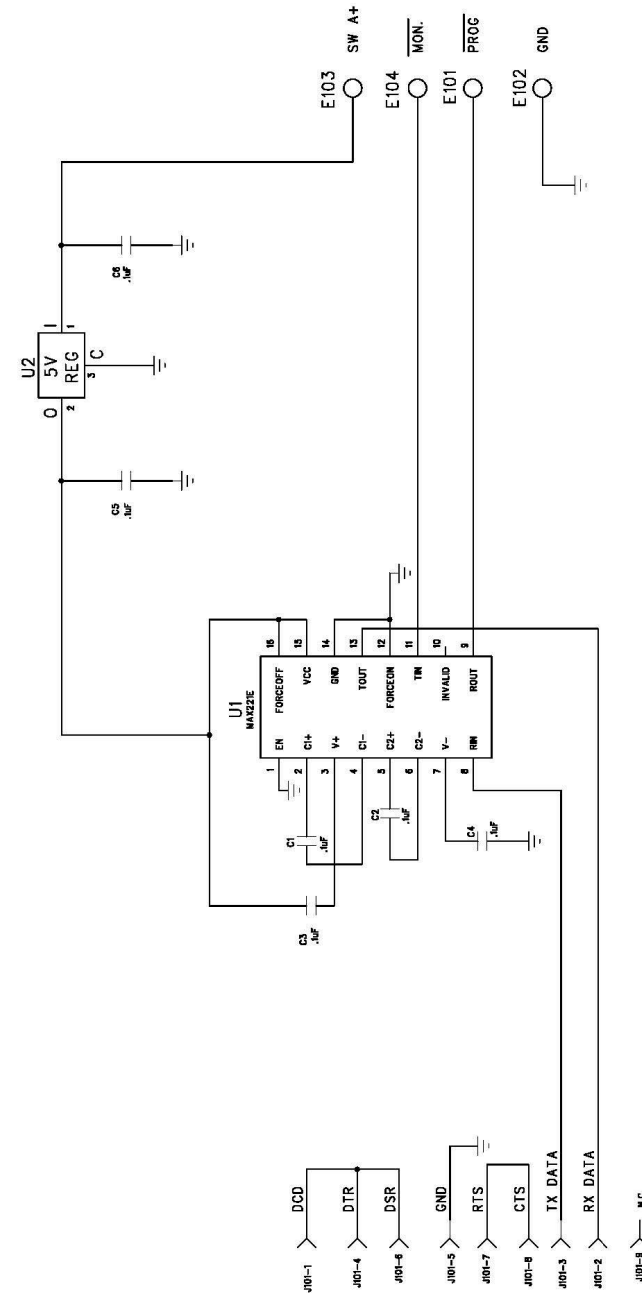 SW A+
E103
MON.
E104
PROG
E101
GND
E102
C6
.1uF
U2
5V
REG
I
1
O
2
C
3
C5
.1uF
U1
MAX221E
1
EN
FORCEOFF
16
2
C1+
VCC
15
3
V+
GND
14
4
C1-
TOUT
13
5
C2+
FORCEON
12
6
C2-
TIN
11
7
V-
INVALID
10
8
RIN
ROUT
9
C1
.1uF
C2
.1uF
C3
.1uF
C4
.1uF
J101-1
DCD
J101-4
DTR
J101-6
DSR
J101-5
GND
J101-7
RTS
J101-8
CTS
J101-3
TX DATA
J101-2
RX DATA
J101-9